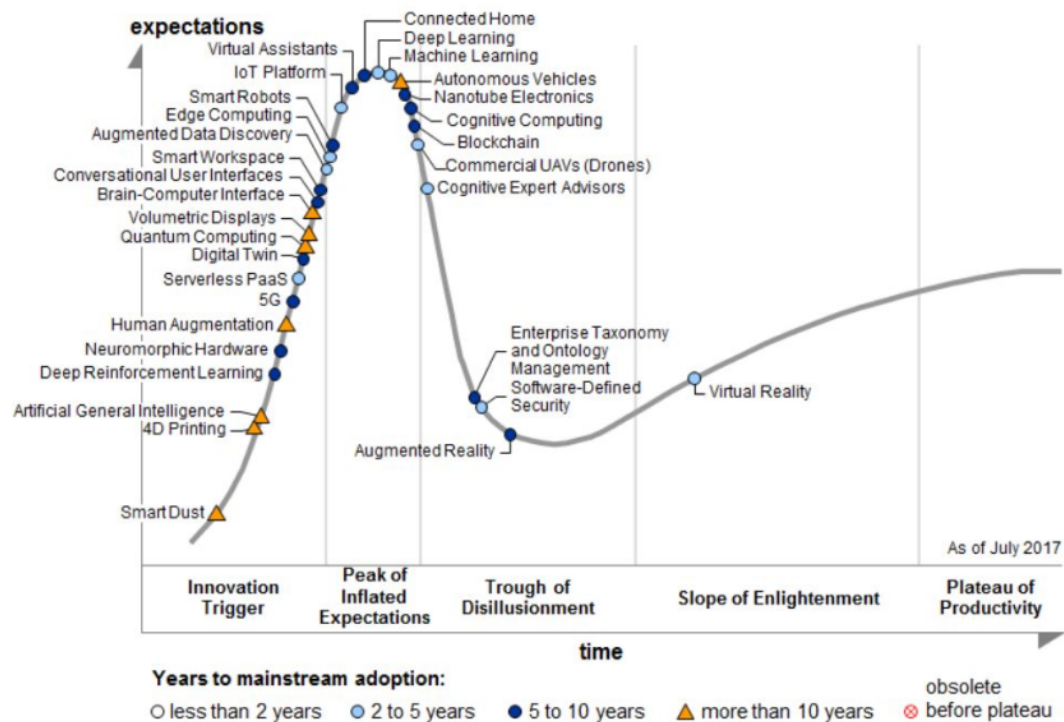 expectations
Connected Home
Deep Learning
Virtual Assistants
Machine Learning
IoT Platform
Autonomous Vehicles
Smart Robots
Nanotube Electronics
Edge Computing
Cognitive Computing
Augmented Data Discovery
Blockchain
Smart Workspace
Commercial UAVs (Drones)
Conversational User Interfaces
Cognitive Expert Advisors
Brain-Computer Interface
Volumetric Displays
Quantum Computing
Digital Twin
Serverless PaaS
5G
Human Augmentation
Neuromorphic Hardware
Deep Reinforcement Learning
Artificial General Intelligence
4D Printing
Smart Dust
Enterprise Taxonomy
and Ontology
Management
Software-Defined
Security
Augmented Reality
Virtual Reality
As of July 2017
Innovation
Trigger
Peak of
Inflated
Expectations
Trough of
Disillusionment
Slope of Enlightenment
Plateau of
Productivity
time
Years to mainstream adoption:
less than 2 years
2 to 5 years
5 to 10 years
more than 10 years
obsolete
before plateau